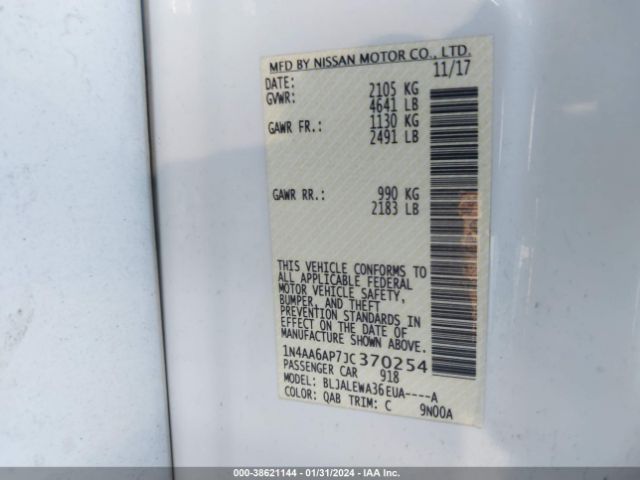 MFD BY NISSAN MOTOR CO., LTD.
DATE: 11/17
GVWR: 2105 KG
4641 LB
GAWR FR.: 1130 KG
2491 LB
GAWR RR.: 990 KG
2183 LB
THIS VEHICLE CONFORMS TO
ALL APPLICABLE FEDERAL
MOTOR VEHICLE SAFETY,
BUMPER, AND THEFT
PREVENTION STANDARDS IN
EFFECT ON THE DATE OF
MANUFACTURE SHOWN ABOVE.
1N4AA6AP7JC370254
PASSENGER CAR 918
MODEL: BLJALEWA36EUA----A
COLOR: QAB TRIM: C 9N00A
000-38621144 - 01/31/2024 - IAA Inc.